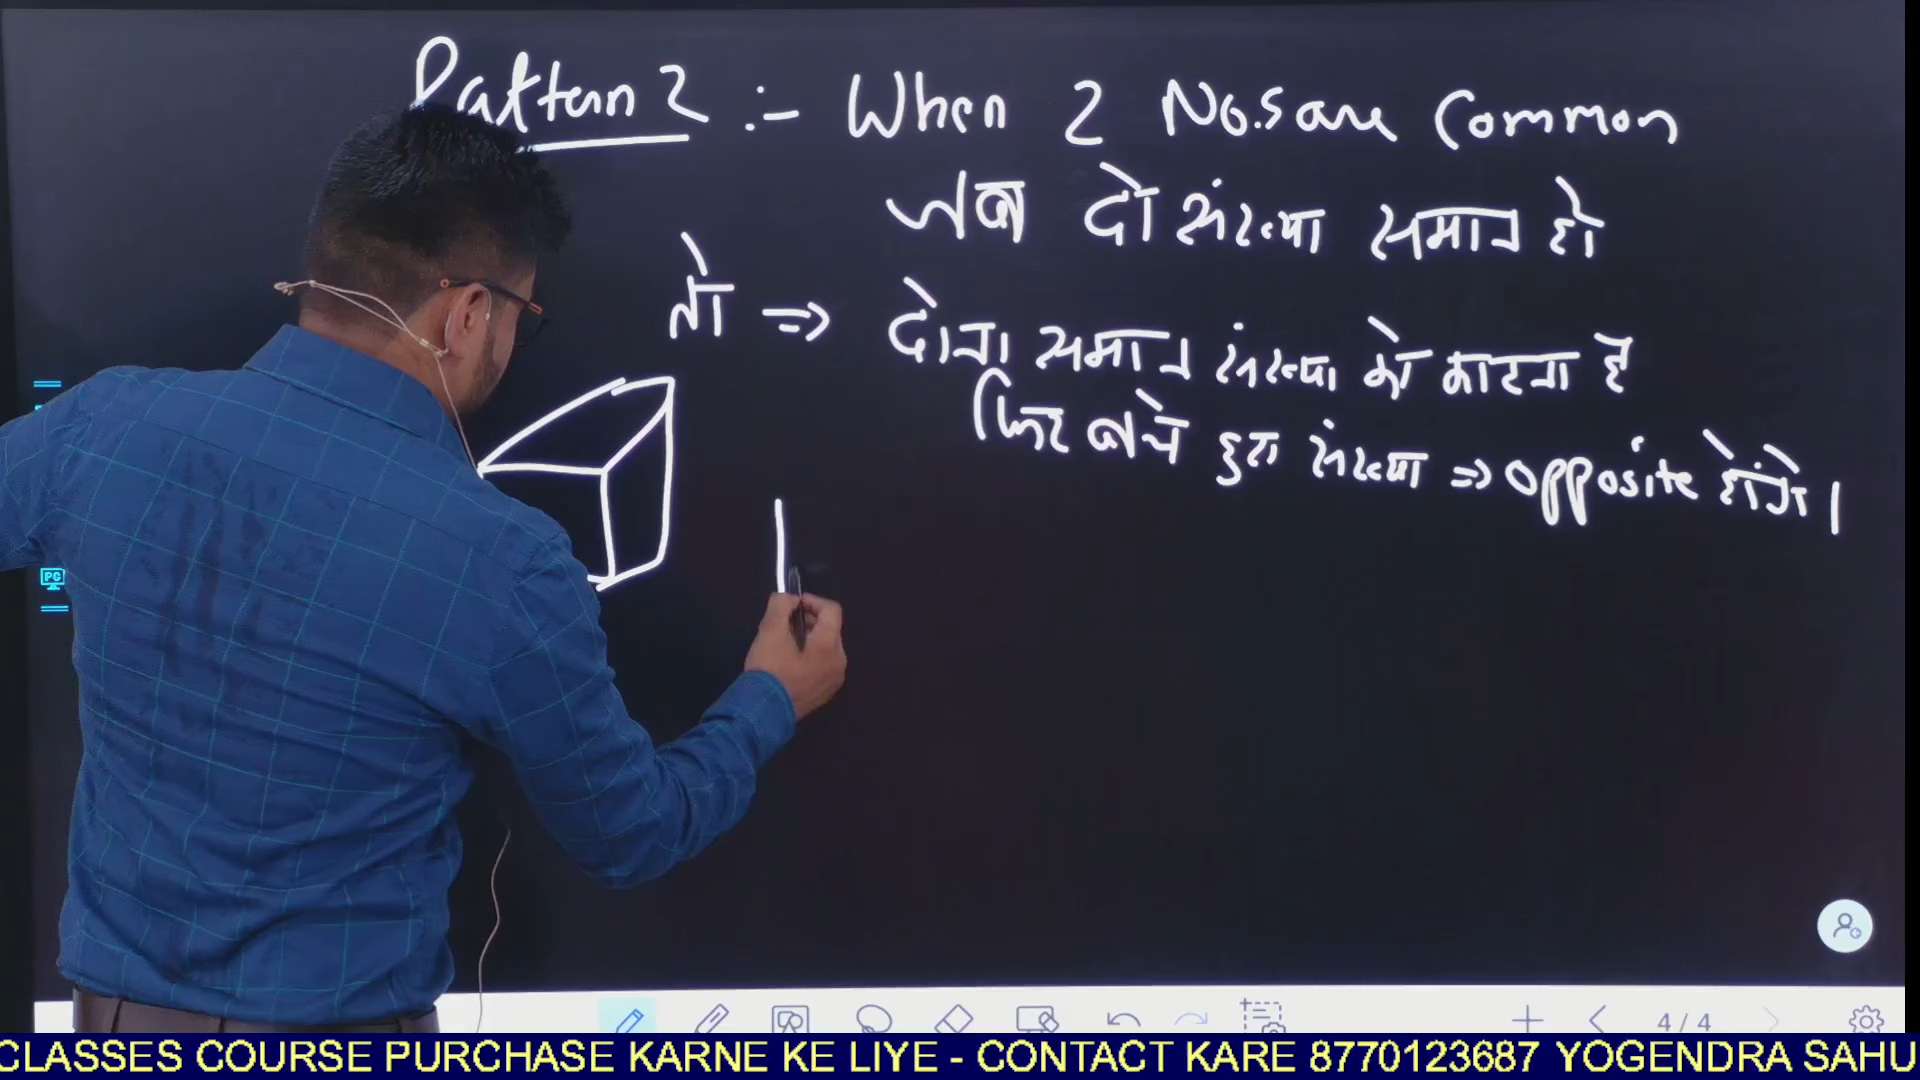 Pattern 2 :- When 2 No.s are Common
जब दो संख्या समान हो
तो ⇒ दोनो समान संख्या को काटना है
फिर बचे हुए संख्या ⇒ opposite होंगे।
PC
4/4
CLASSES COURSE PURCHASE KARNE KE LIYE - CONTACT KARE 8770123687 YOGENDRA SAHU